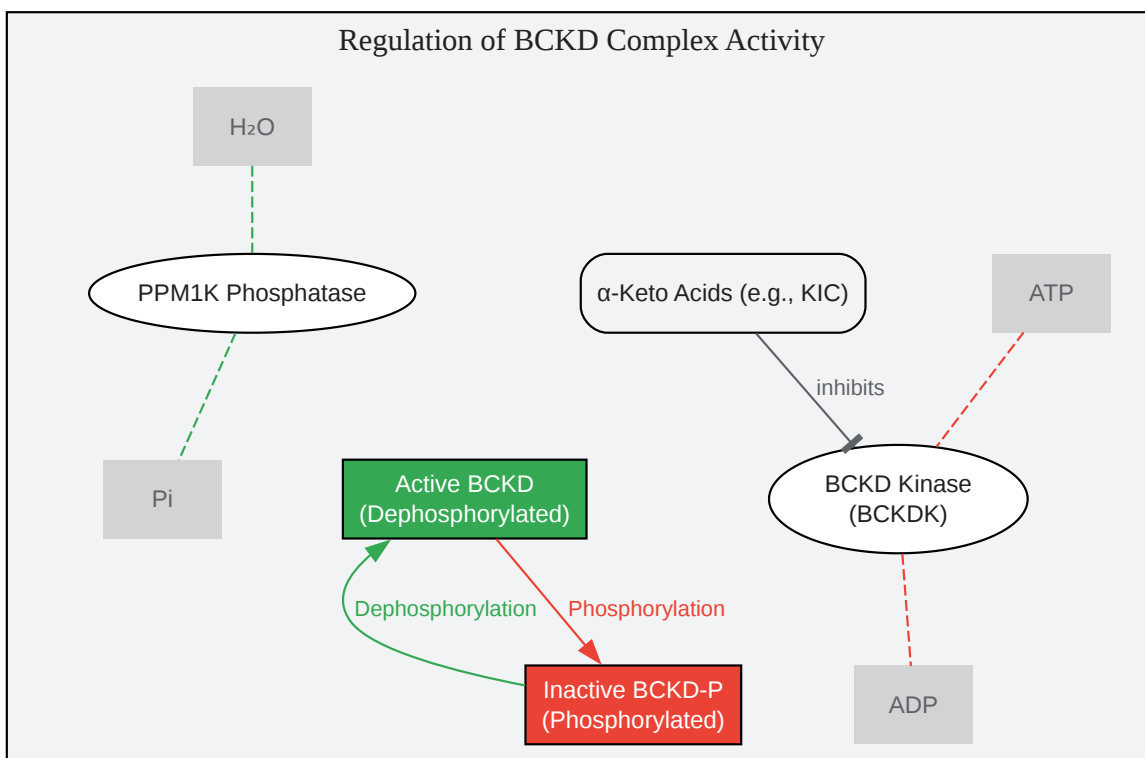 Regulation of BCKD Complex Activity
H₂O
PPM1K Phosphatase
α-Keto Acids (e.g., KIC)
ATP
inhibits
Pi
Active BCKD
(Dephosphorylated)
BCKD Kinase
(BCKDK)
Dephosphorylation
Phosphorylation
Inactive BCKD-P
(Phosphorylated)
ADP